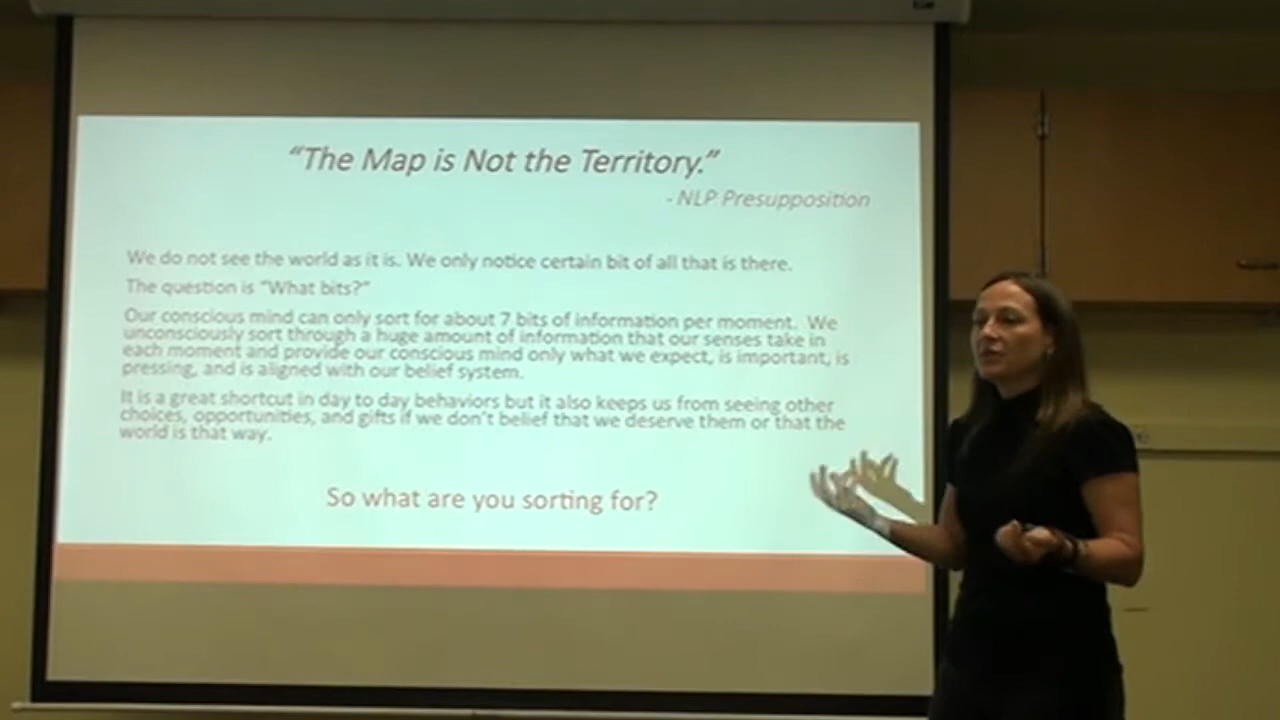 “The Map is Not the Territory.”
- NLP Presupposition
We do not see the world as it is. We only notice certain bit of all that is there.
The question is “What bits?”
Our conscious mind can only sort for about 7 bits of information per moment. We
unconsciously sort through a huge amount of information that our senses take in
each moment and provide our conscious mind only what we expect, is important, is
pressing, and is aligned with our belief system.
It is a great shortcut in day to day behaviors but it also keeps us from seeing other
choices, opportunities, and gifts if we don’t belief that we deserve them or that the
world is that way.
So what are you sorting for?